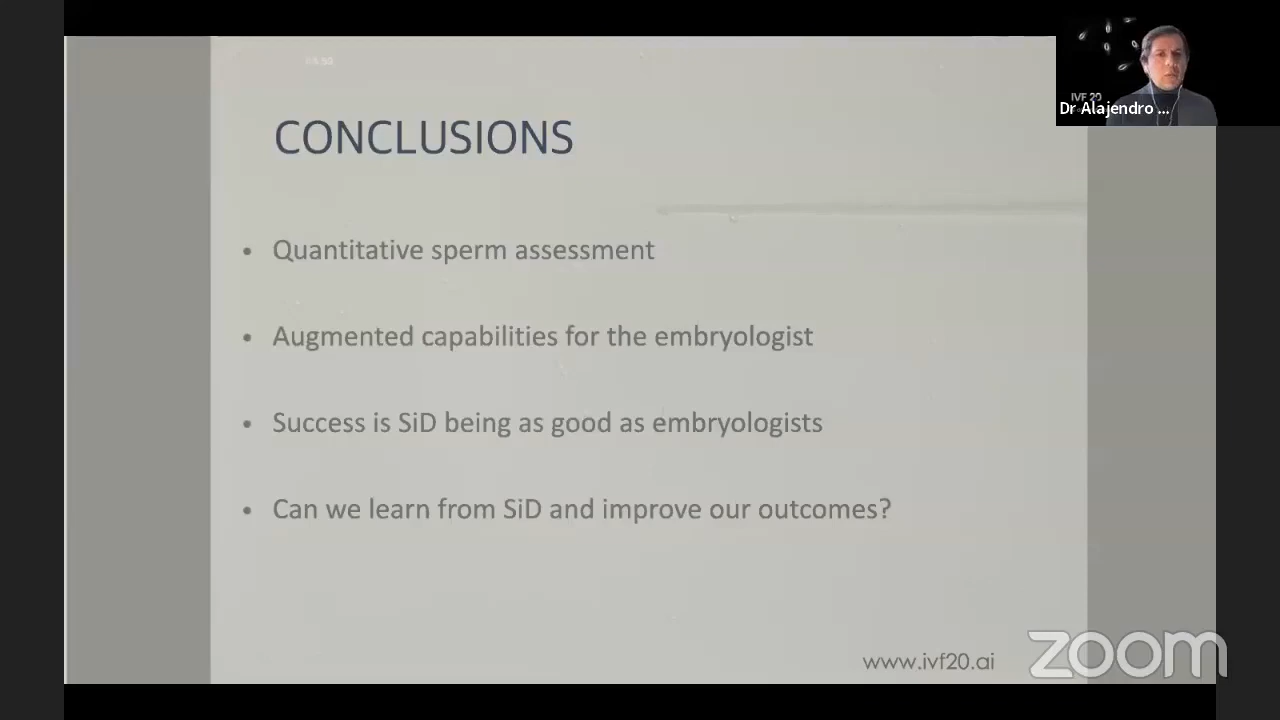 IVF 20
Dr Alajendro ...
CONCLUSIONS
• Quantitative sperm assessment
• Augmented capabilities for the embryologist
• Success is SiD being as good as embryologists
• Can we learn from SiD and improve our outcomes?
www.ivf20.ai
zoom